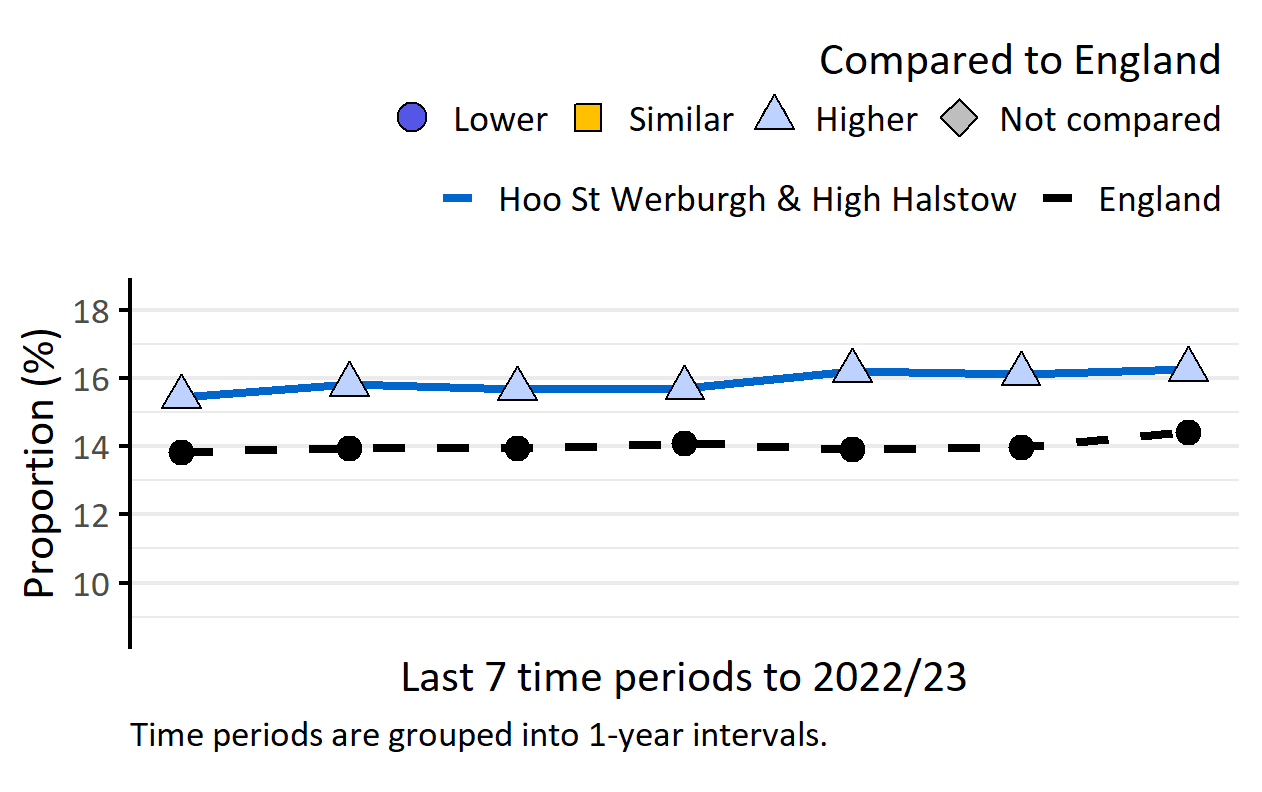 Compared to England
Lower Similar Higher Not compared
Hoo St Werburgh & High Halstow England
Proportion (%)
18
16
14
12
10
Last 7 time periods to 2022/23
Time periods are grouped into 1-year intervals.